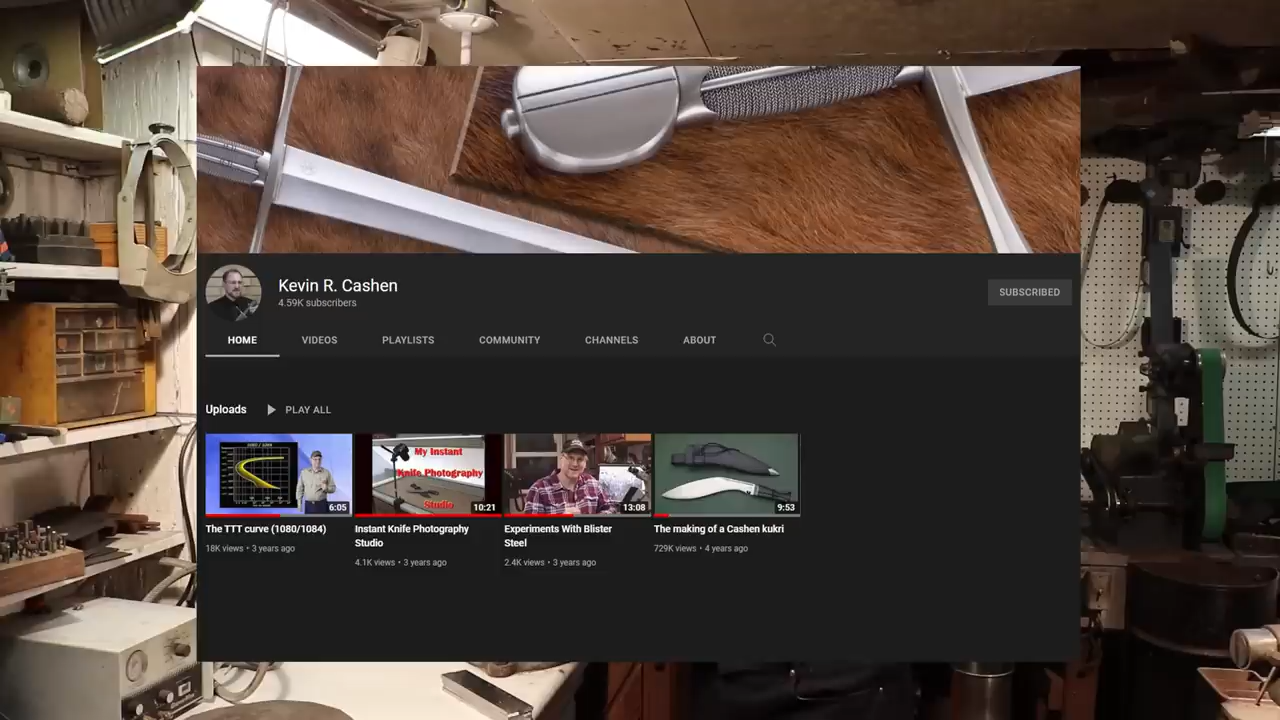 Kevin R. Cashen
4.59K subscribers
SUBSCRIBED
HOME VIDEOS PLAYLISTS COMMUNITY CHANNELS ABOUT
Uploads PLAY ALL
My Instant
Knife Photography
Studio
6:05
10:21
13:08
9:53
The TTT curve (1080/1084)
18K views • 3 years ago
Instant Knife Photography
Studio
4.1K views • 3 years ago
Experiments With Blister
Steel
2.4K views • 3 years ago
The making of a Cashen kukri
729K views • 4 years ago